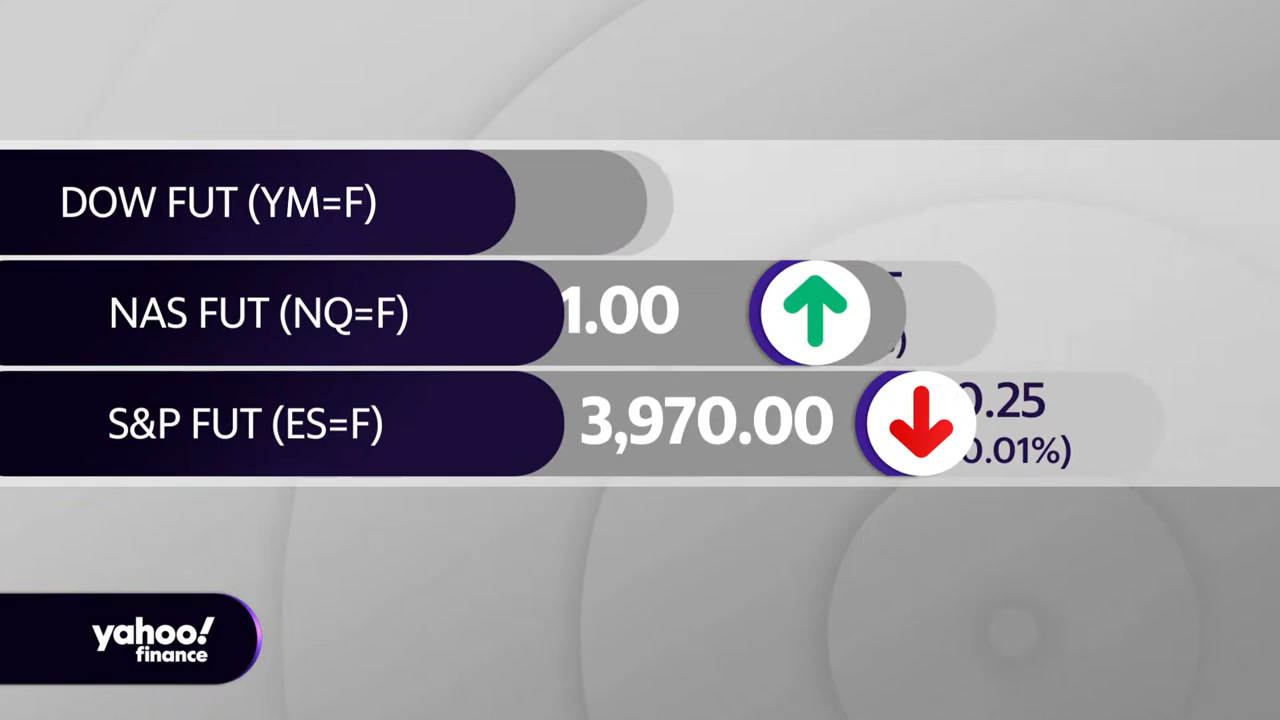 DOW FUT (YM=F)
NAS FUT (NQ=F) 1.00
S&P FUT (ES=F) 3,970.00 0.25
0.01%)
yahoo!
finance